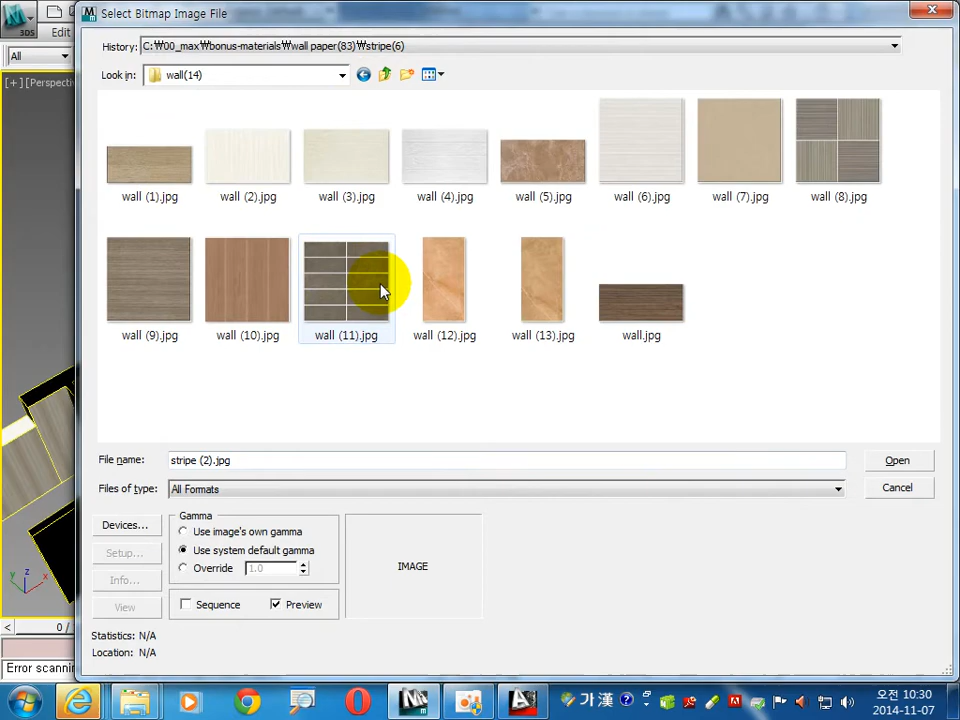 Select Bitmap Image File
3DS
Edit
All
[+] [Perspective
History: C:₩00_max₩bonus-materials₩wall paper(83)₩stripe(6)
Look in: wall(14)
wall (1).jpg wall (2).jpg wall (3).jpg wall (4).jpg wall (5).jpg wall (6).jpg wall (7).jpg wall (8).jpg
wall (9).jpg wall (10).jpg wall (11).jpg wall (12).jpg wall (13).jpg wall.jpg
File name: stripe (2).jpg Open
Files of type: All Formats Cancel
Devices...
Setup...
Info...
View
Gamma
Use image's own gamma
Use system default gamma
Override 1.0
Sequence Preview
IMAGE
Statistics: N/A
Location: N/A
z
y x
< 0 /
Error scannin
가 漢
오전 10:30
2014-11-07